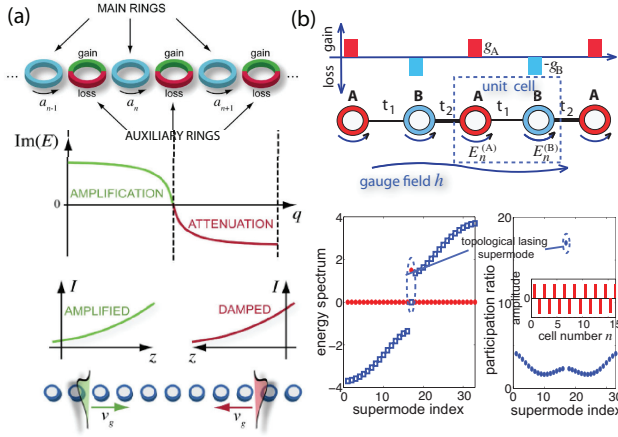 (a)
MAIN RINGS
gain
gain
...
...
a_{n-1}
loss
a_n
loss
a_{n+1}
loss
AUXILIARY RINGS
Im(E)
AMPLIFICATION
0
ATTENUATION
q
I
AMPLIFIED
z
I
DAMPED
z
v_g
v_g
(b)
gain
loss
g_A
-g_B
unit cell
A
B
A
B
A
t_1
t_2
t_1
t_2
E_n^{(A)}
E_n^{(B)}
gauge field h
4
2
0
−2
−4
energy spectrum
0
10
20
30
supermode index
topological lasing
supermode
20
10
0
participation ratio
amplitude
0
0
5
10
15
cell number n
0
10
20
30
supermode index